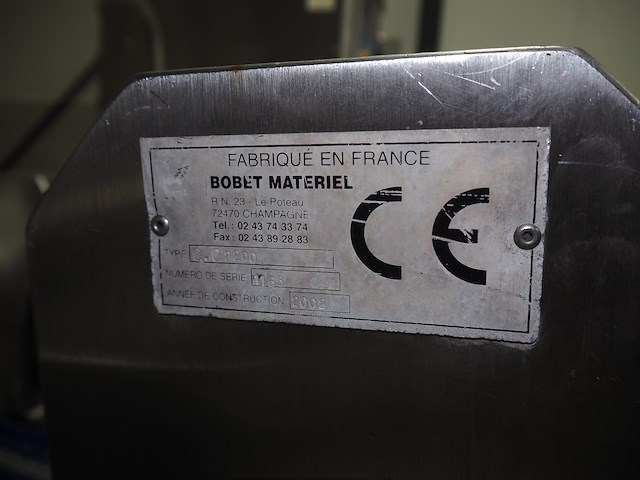 FABRIQUÉ EN FRANCE
BOBET MATERIEL
R.N. 23 - Le Poteau
72470 CHAMPAGNE
Tél. : 02 43 74 33 74
Fax : 02 43 89 28 83
CE
TYPE
NUMERO DE SERIE
ANNEE DE CONSTRUCTION 2002